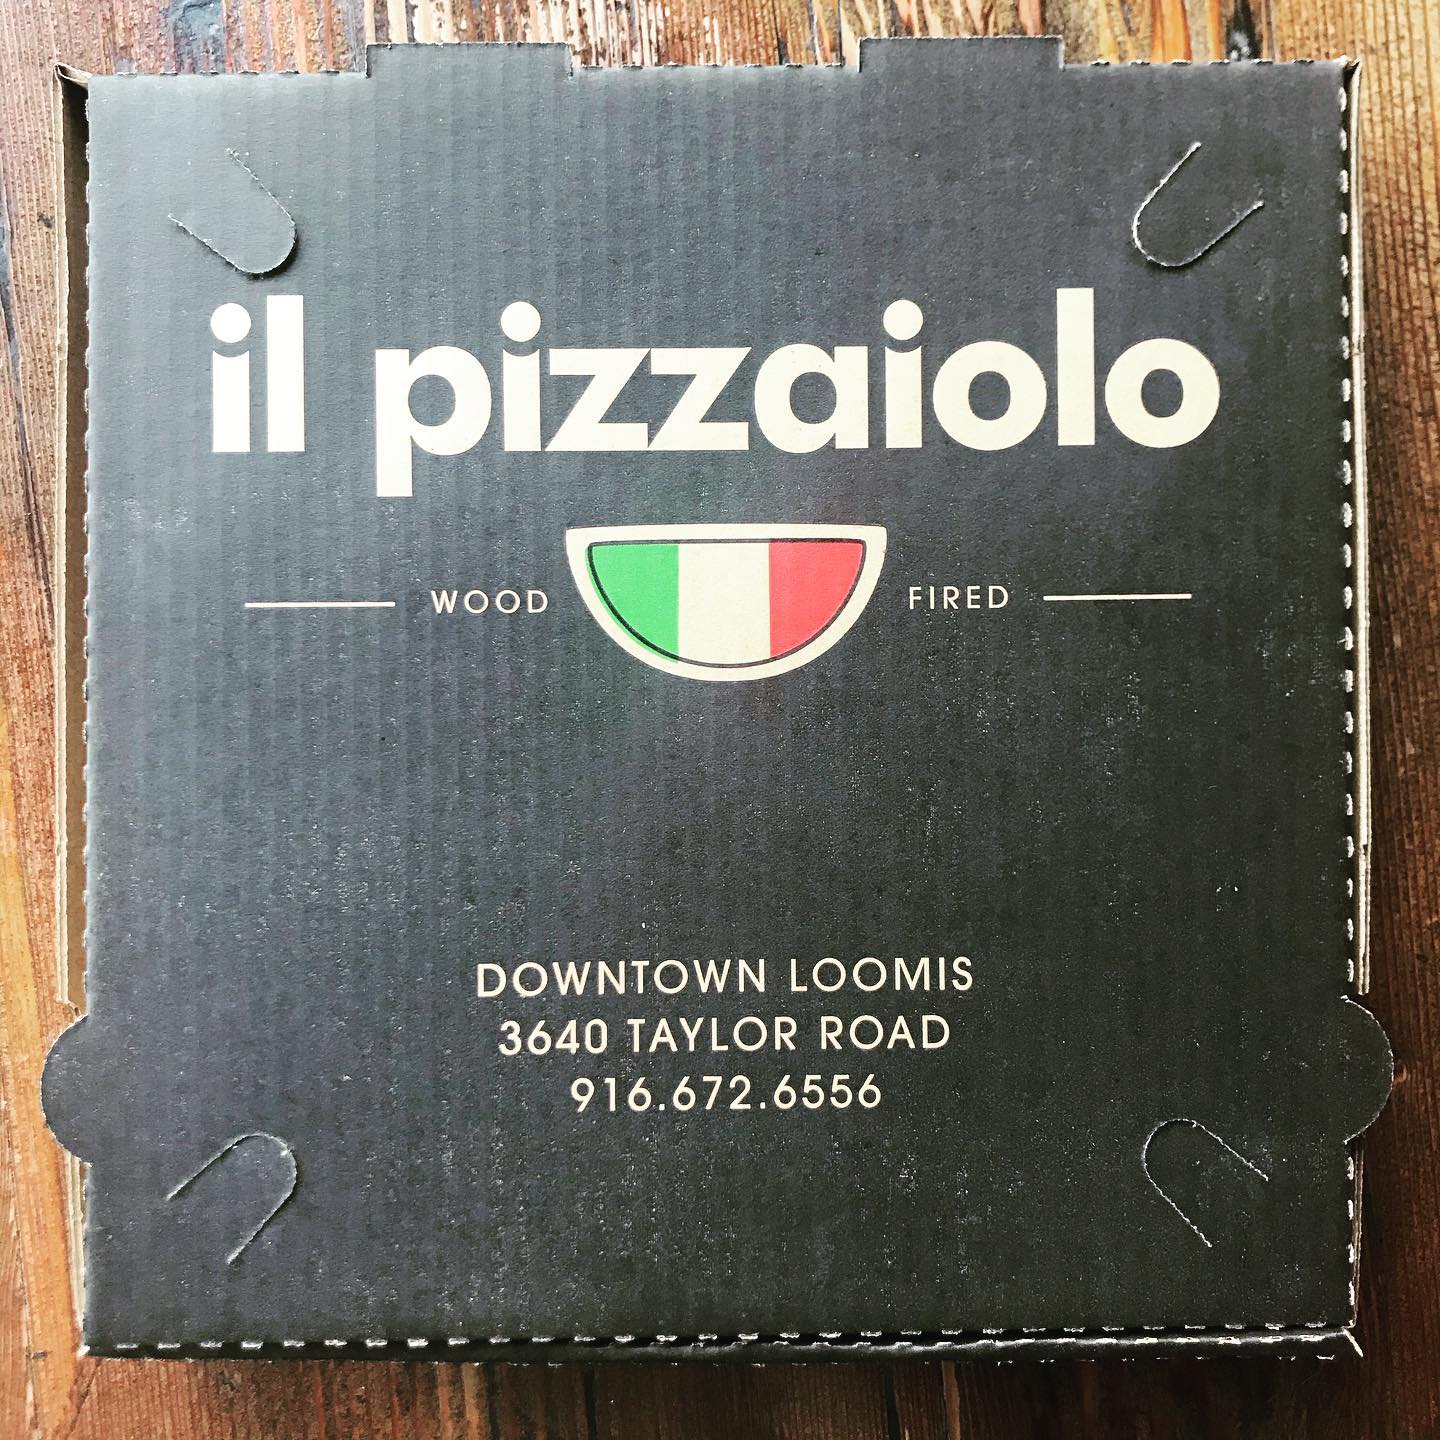 il pizzaiolo
WOOD FIRED
DOWNTOWN LOOMIS
3640 TAYLOR ROAD
916.672.6556